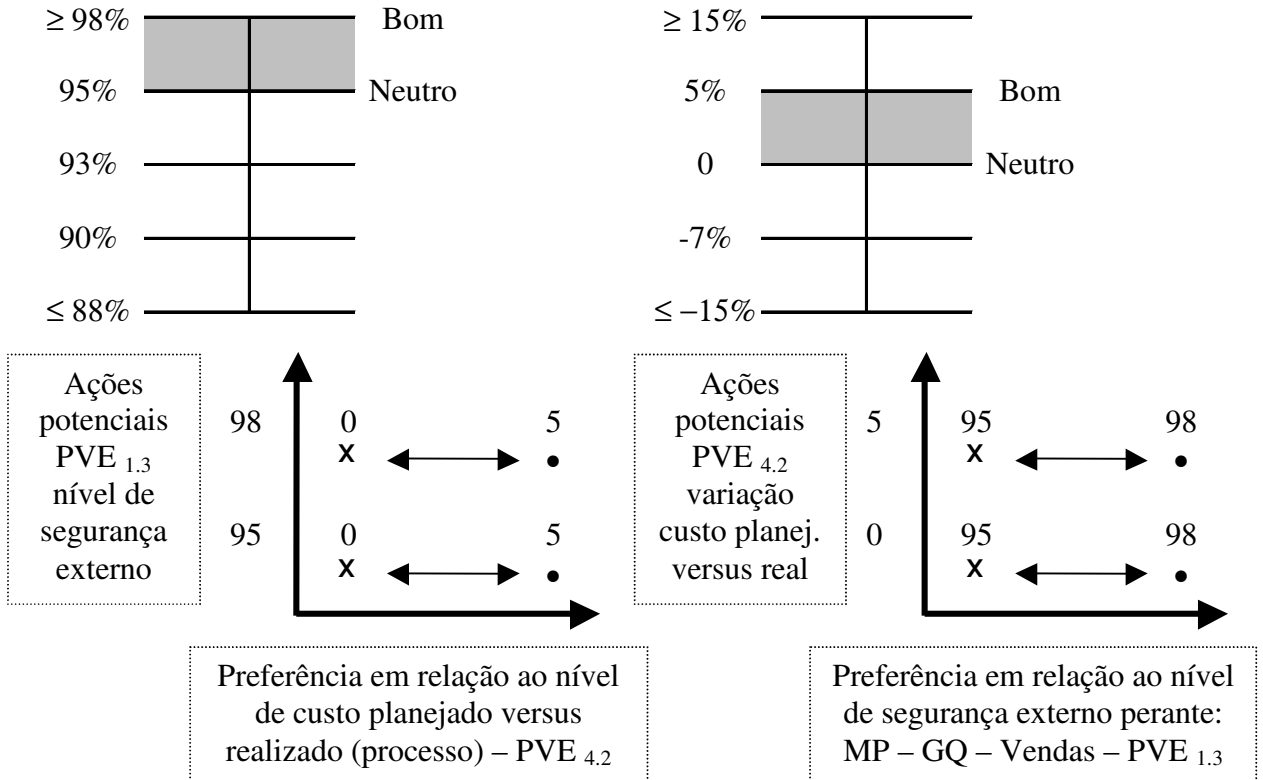 ≥ 98% Bom
95% Neutro
93%
90%
≤ 88%
≥ 15%
5% Bom
0 Neutro
-7%
≤ −15%
Ações
potenciais
PVE 1.3
nível de
segurança
externo
98 0 5
x
95 0 5
x
Preferência em relação ao nível
de custo planejado versus
realizado (processo) – PVE 4.2
Ações
potenciais
PVE 4.2
variação
custo planej.
versus real
5 95 98
x
0 95 98
x
Preferência em relação ao nível
de segurança externo perante:
MP – GQ – Vendas – PVE 1.3